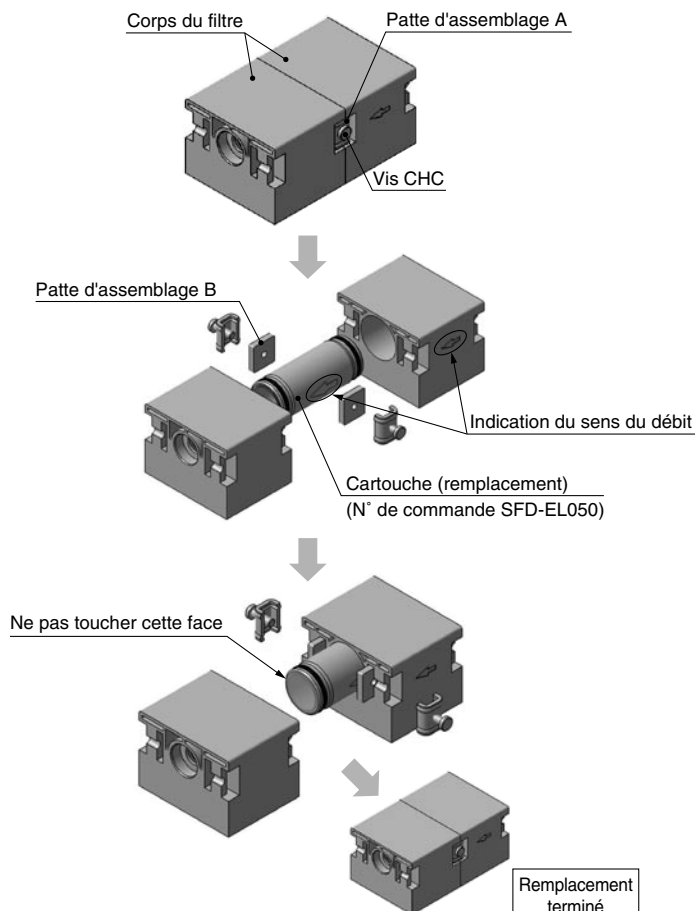 Corps du filtre
Patte d'assemblage A
Vis CHC
Patte d'assemblage B
Indication du sens du débit
Cartouche (remplacement)
(N° de commande SFD-EL050)
Ne pas toucher cette face
Remplacement
terminé